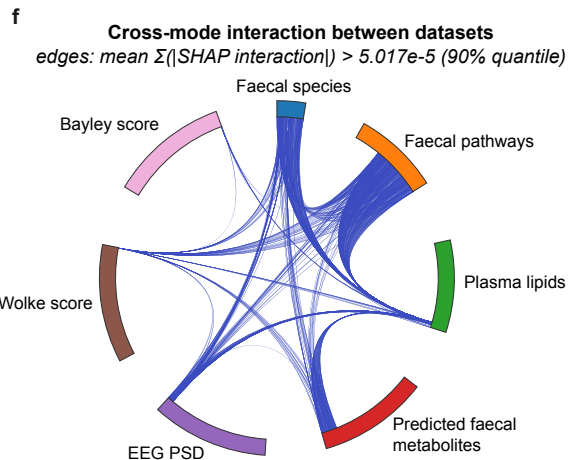 f
Cross-mode interaction between datasets
edges: mean Σ(|SHAP interaction|) > 5.017e-5 (90% quantile)
Faecal species
Bayley score
Faecal pathways
Plasma lipids
Wolke score
Predicted faecal
metabolites
EEG PSD